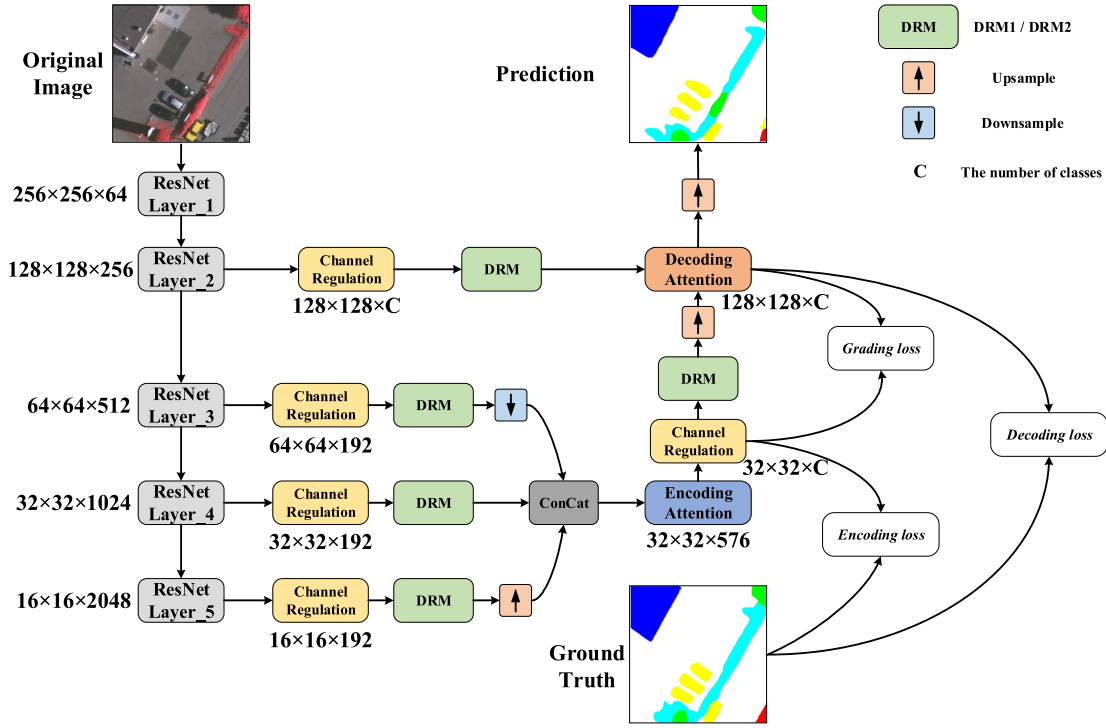 Original
Image
Prediction
DRM
DRM1 / DRM2
Upsample
Downsample
C
The number of classes
256×256×64
ResNet
Layer_1
128×128×256
ResNet
Layer_2
Channel
Regulation
128×128×C
DRM
Decoding
Attention
128×128×C
Grading loss
DRM
64×64×512
ResNet
Layer_3
Channel
Regulation
64×64×192
DRM
Channel
Regulation
32×32×C
Decoding loss
32×32×1024
ResNet
Layer_4
Channel
Regulation
32×32×192
DRM
ConCat
Encoding
Attention
32×32×576
Encoding loss
16×16×2048
ResNet
Layer_5
Channel
Regulation
16×16×192
DRM
Ground
Truth